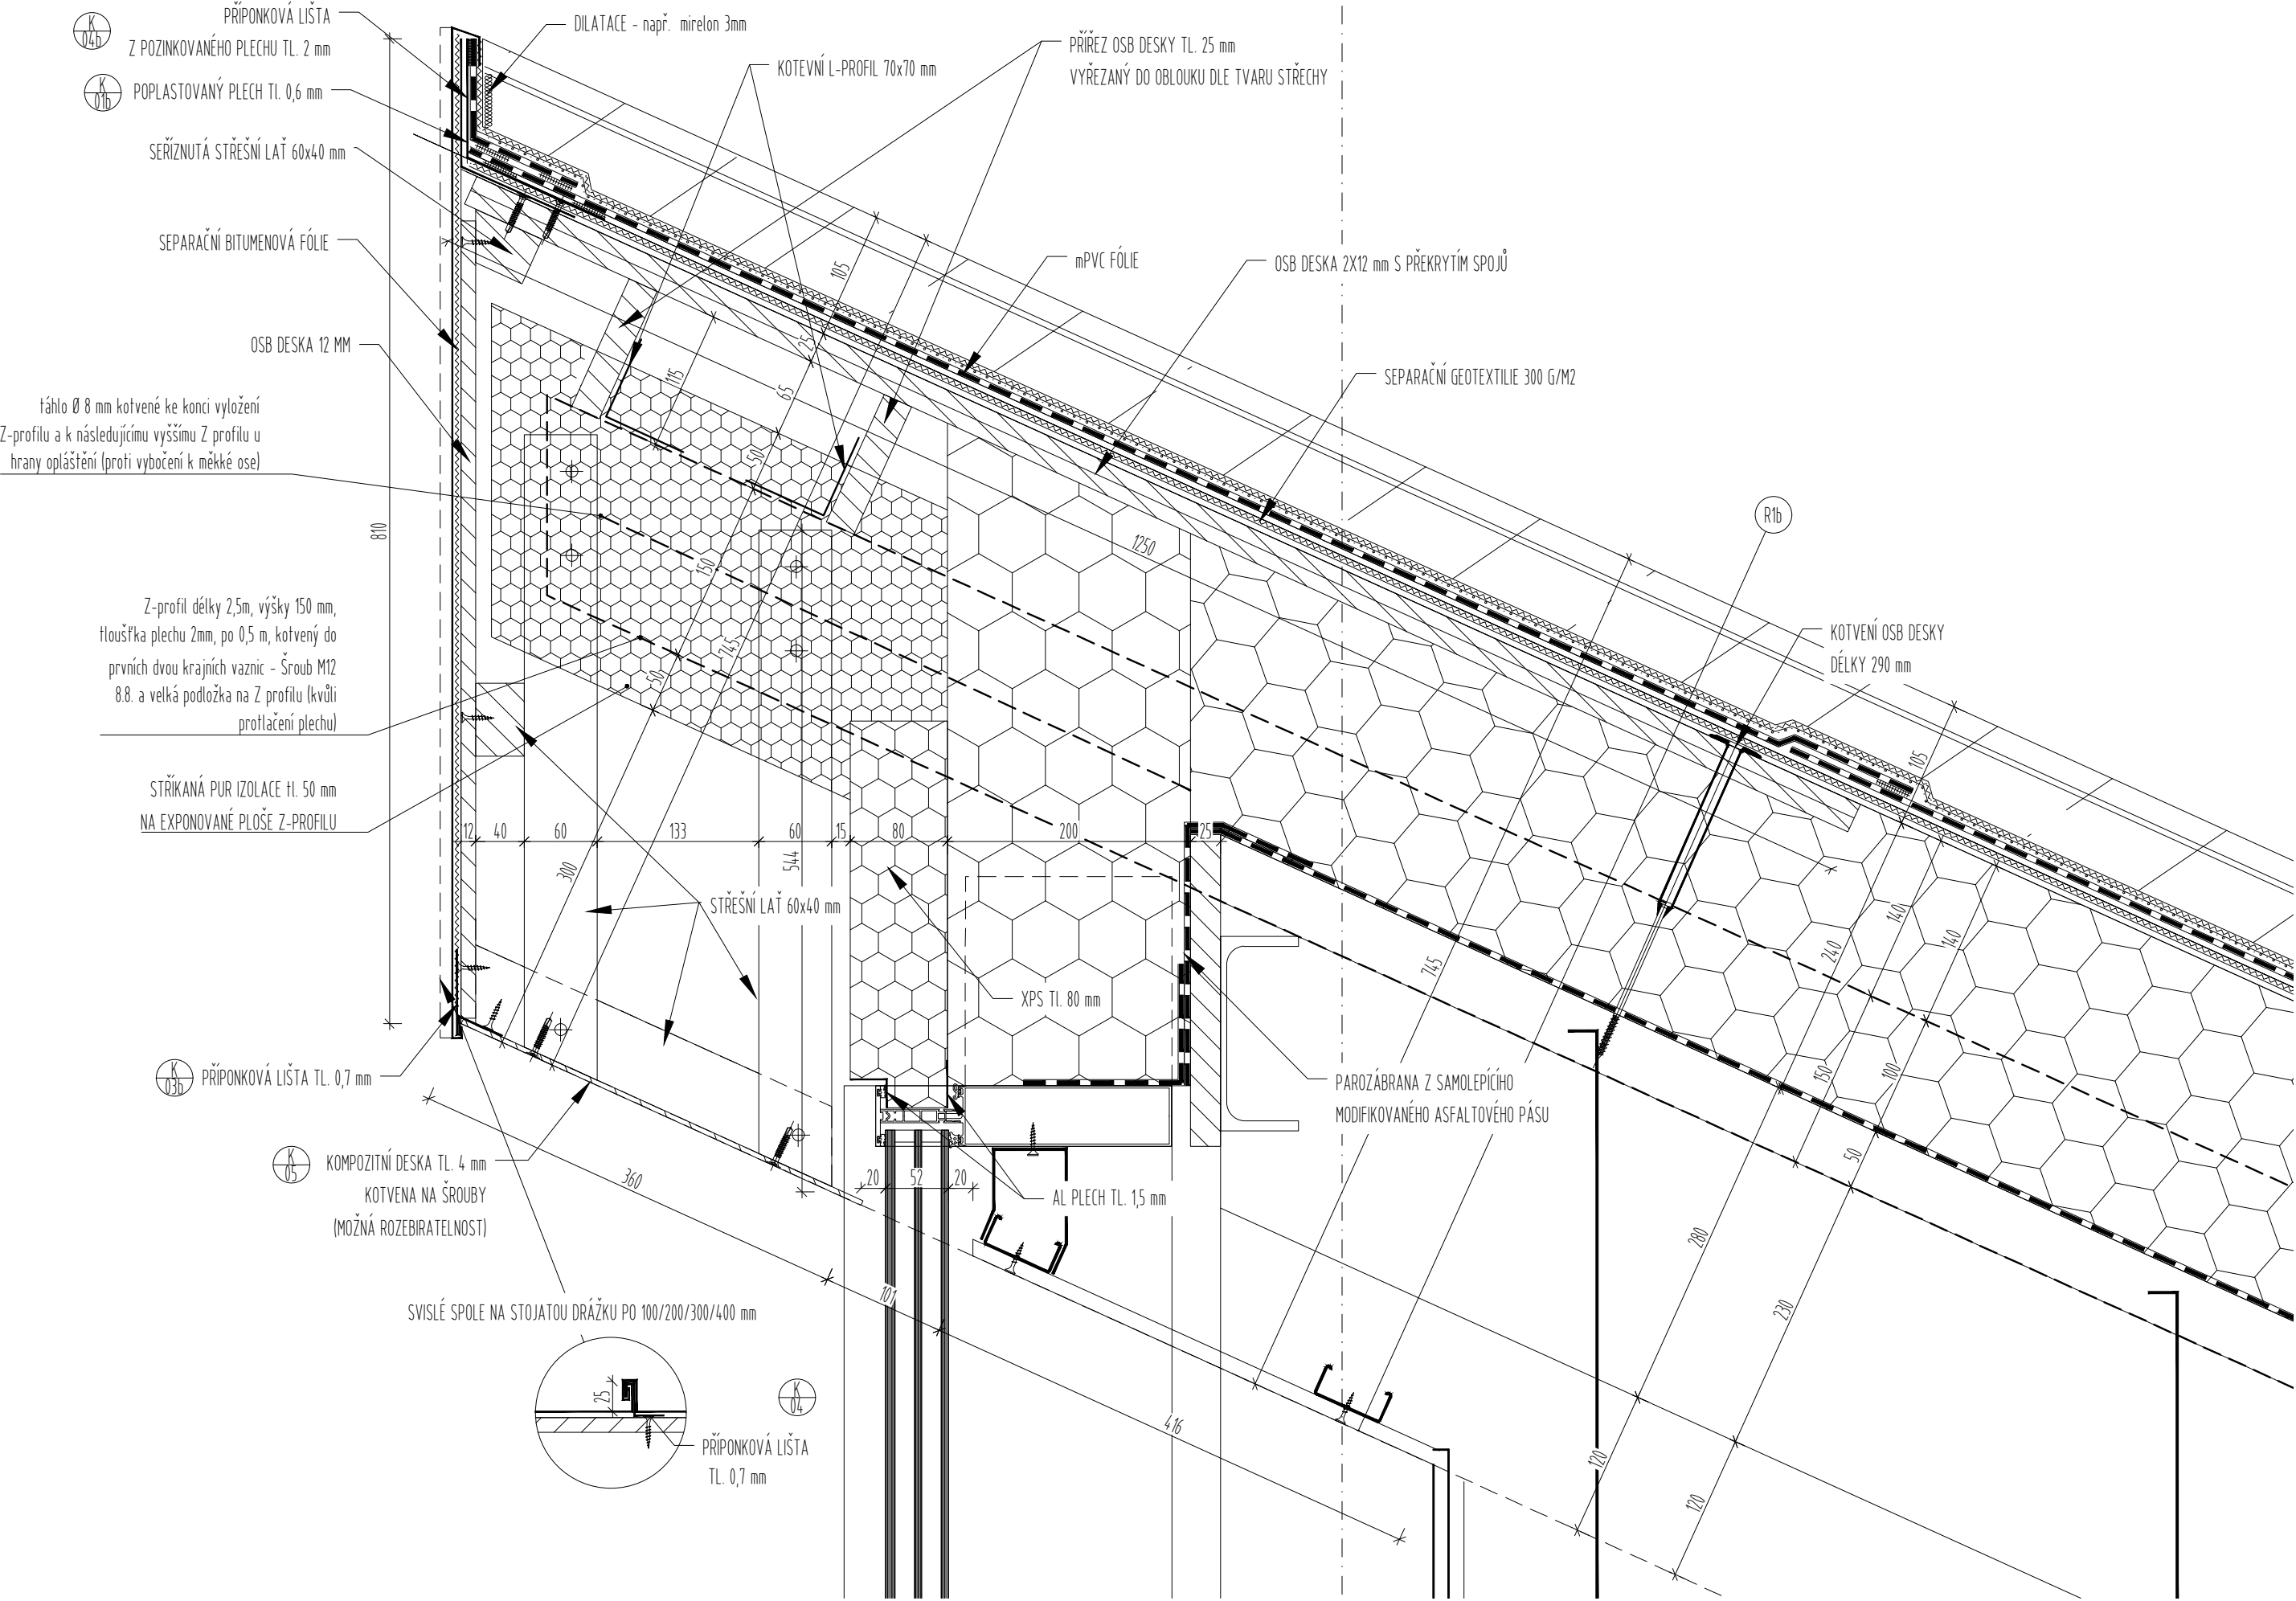 K
04b
PŘÍPONKOVÁ LIŠTA
Z POZINKOVANÉHO PLECHU TL. 2 mm
K
01b
POPLASTOVANÝ PLECH Tl. 0,6 mm
SEŘÍZNUTÁ STŘEŠNÍ LAŤ 60x40 mm
SEPARAČNÍ BITUMENOVÁ FÓLIE
OSB DESKA 12 MM
táhlo Ø 8 mm kotvené ke konci vyložení
Z-profilu a k následujícímu vyššímu Z profilu u
hrany opláštění (proti vybočení k měkké ose)
Z-profil délky 2,5m, výšky 150 mm,
tloušťka plechu 2mm, po 0,5 m, kotvený do
prvních dvou krajních vaznic - Šroub M12
8.8. a velká podložka na Z profilu (kvůli
protlačení plechu)
STŘÍKANÁ PUR IZOLACE tl. 50 mm
NA EXPONOVANÉ PLOŠE Z-PROFILU
K
03b
PŘÍPONKOVÁ LIŠTA TL. 0,7 mm
K
05
KOMPOZITNÍ DESKA TL. 4 mm
KOTVENA NA ŠROUBY
(MOŽNÁ ROZEBIRATELNOST)
SVISLÉ SPOLE NA STOJATOU DRÁŽKU PO 100/200/300/400 mm
25
K
04
PŘÍPONKOVÁ LIŠTA
TL. 0,7 mm
DILATACE - např. mirelon 3mm
KOTEVNÍ L-PROFIL 70x70 mm
PŘÍŘEZ OSB DESKY TL. 25 mm
VYŘEZANÝ DO OBLOUKU DLE TVARU STŘECHY
mPVC FÓLIE
OSB DESKA 2X12 mm S PŘEKRYTÍM SPOJŮ
SEPARAČNÍ GEOTEXTILIE 300 G/M2
R1b
KOTVENÍ OSB DESKY
DÉLKY 290 mm
STŘEŠNÍ LAŤ 60x40 mm
XPS Tl. 80 mm
PAROZÁBRANA Z SAMOLEPÍCÍHO
MODIFIKOVANÉHO ASFALTOVÉHO PÁSU
AL PLECH TL. 1,5 mm
810
105
25
115
65
50
150
50
745
300
544
1250
12
40
60
133
60
15
80
200
25
20
52
20
360
101
416
745
105
240
140
140
150
100
50
280
230
120
120